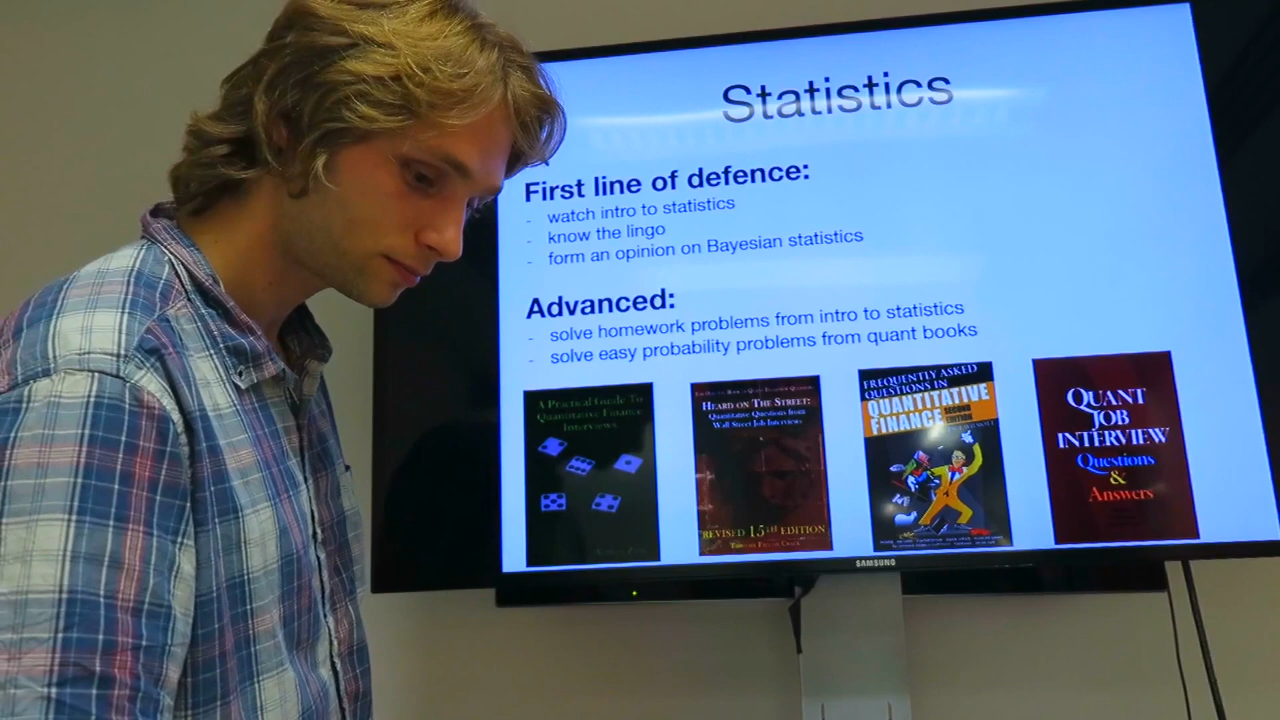 Statistics
First line of defence:
- watch intro to statistics
- know the lingo
- form an opinion on Bayesian statistics
Advanced:
- solve homework problems from intro to statistics
- solve easy probability problems from quant books
A Practical Guide To
Quantitative Finance
Interviews
HEARD ON THE STREET:
Quantitative Questions from
Wall Street Job Interviews
REVISED 15TH EDITION
FREQUENTLY ASKED
QUESTIONS IN
QUANTITATIVE
FINANCE SECOND
EDITION
QUANT
JOB
INTERVIEW
Questions
&
Answers
SAMSUNG